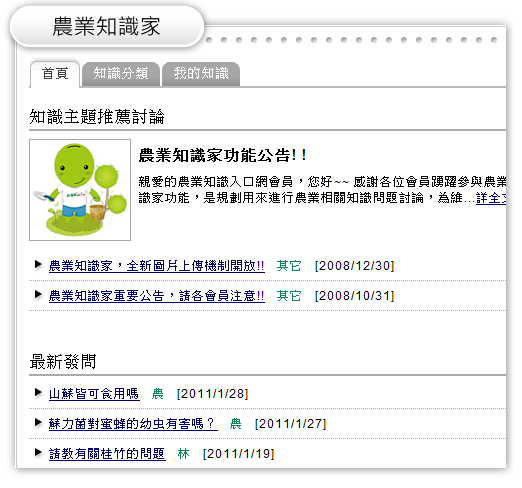 農業知識家
首頁 知識分類 我的知識
知識主題推薦討論
農業知識家功能公告!!
親愛的農業知識入口網會員，您好~~ 感謝各位會員踴躍參與農業
識家功能，是規劃用來進行農業相關知識問題討論，為維...詳全文
農業知識家，全新圖片上傳機制開放!! 其它 [2008/12/30]
農業知識家重要公告，請各會員注意!! 其它 [2008/10/31]
最新發問
山蘇皆可食用嗎 農 [2011/1/28]
蘇力菌對蜜蜂的幼虫有害嗎？ 農 [2011/1/27]
請教有關桂竹的問題 林 [2011/1/19]